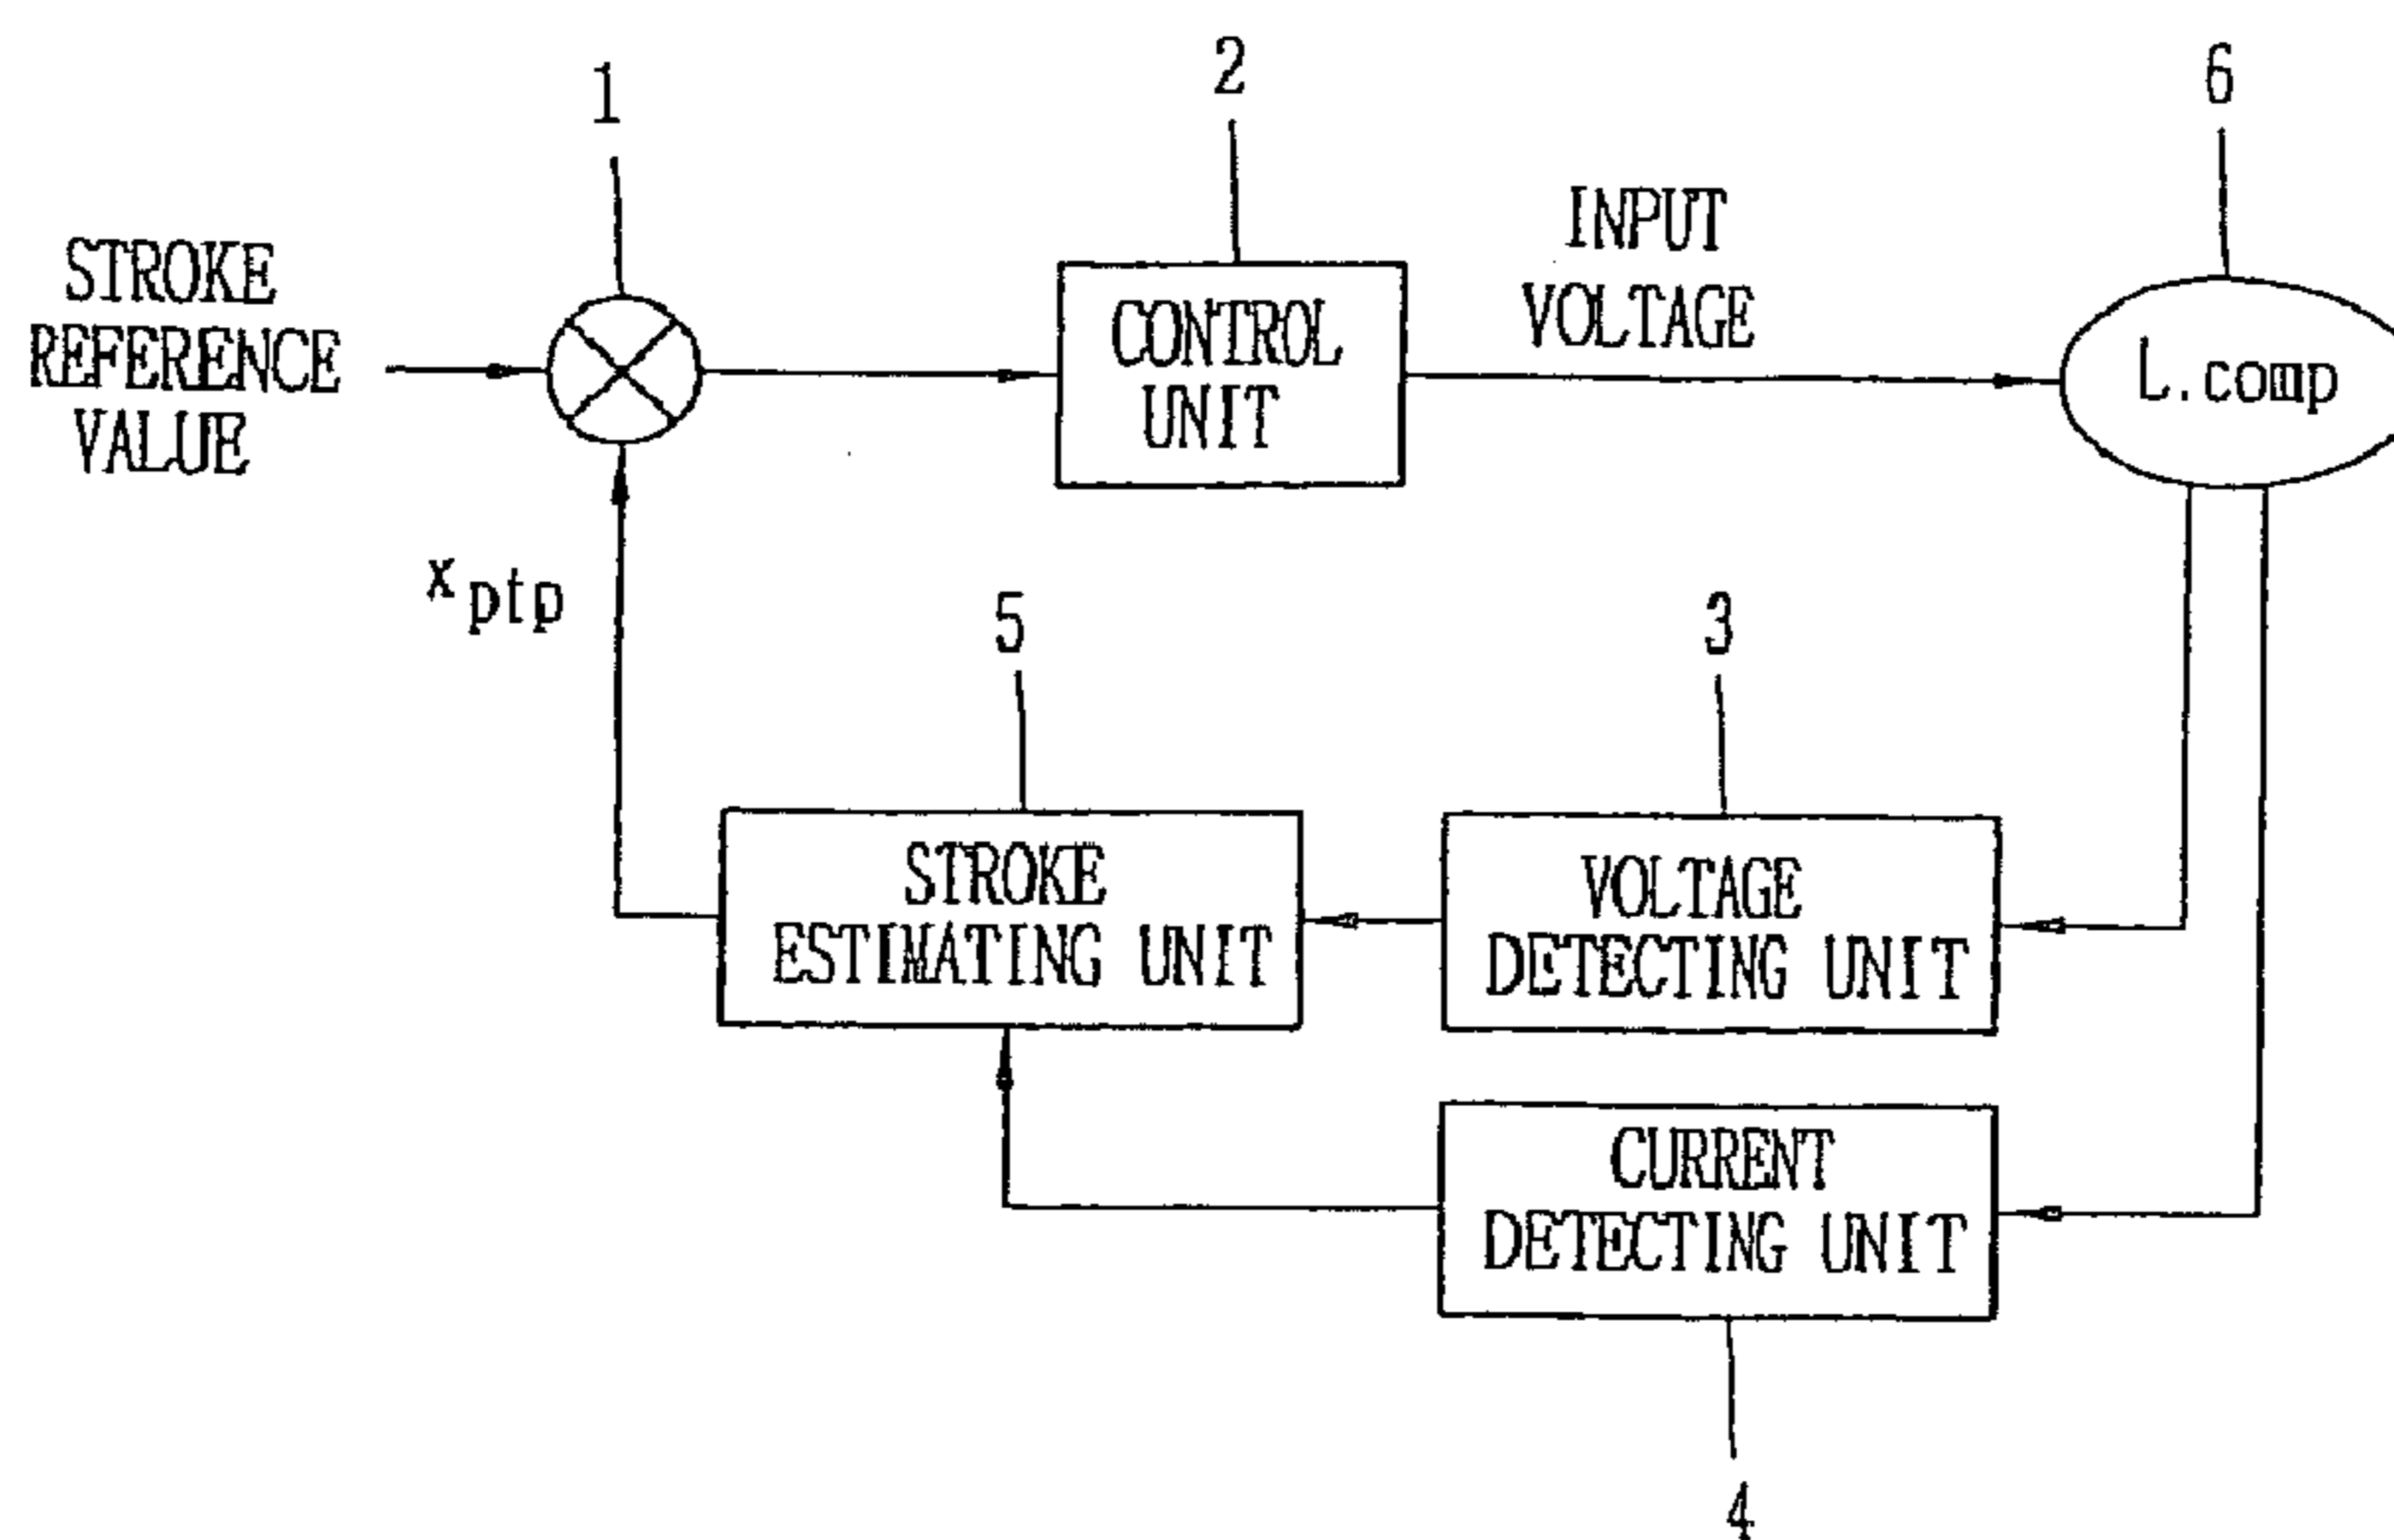 1
2
6
STROKE
REFERENCE
VALUE
CONTROL
UNIT
INPUT
VOLTAGE
L.comp
xptp
5
3
STROKE
ESTIMATING UNIT
VOLTAGE
DETECTING UNIT
CURRENT
DETECTING UNIT
4